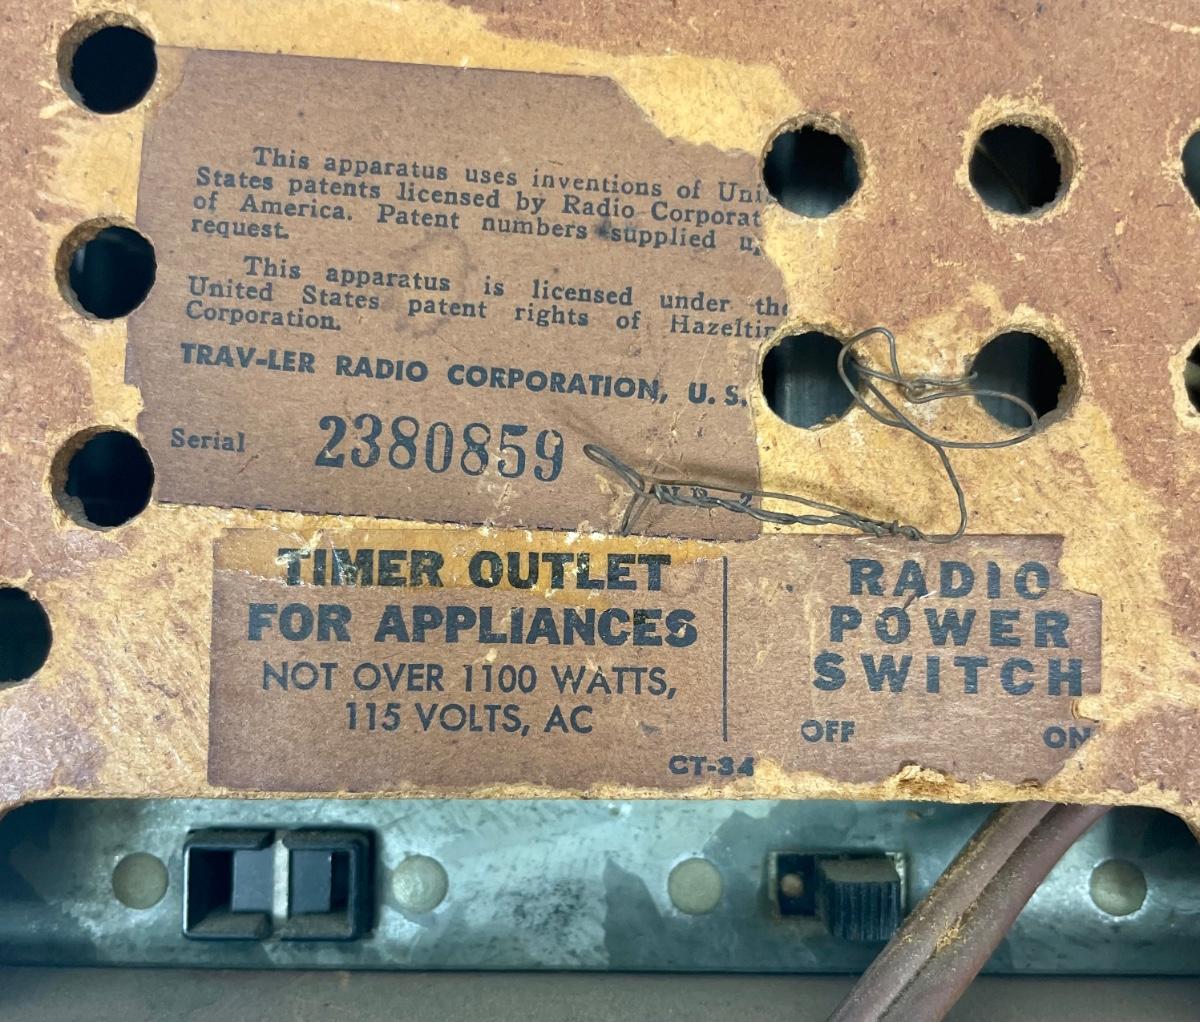 This apparatus uses inventions of Uni
States patents licensed by Radio Corporat
of America. Patent numbers supplied u
request.
This apparatus is licensed under the
United States patent rights of Hazeltin
Corporation.
TRAV-LER RADIO CORPORATION, U. S.
Serial 2380859
TIMER OUTLET
FOR APPLIANCES
NOT OVER 1100 WATTS,
115 VOLTS, AC
CT-34
RADIO
POWER
SWITCH
OFF ON